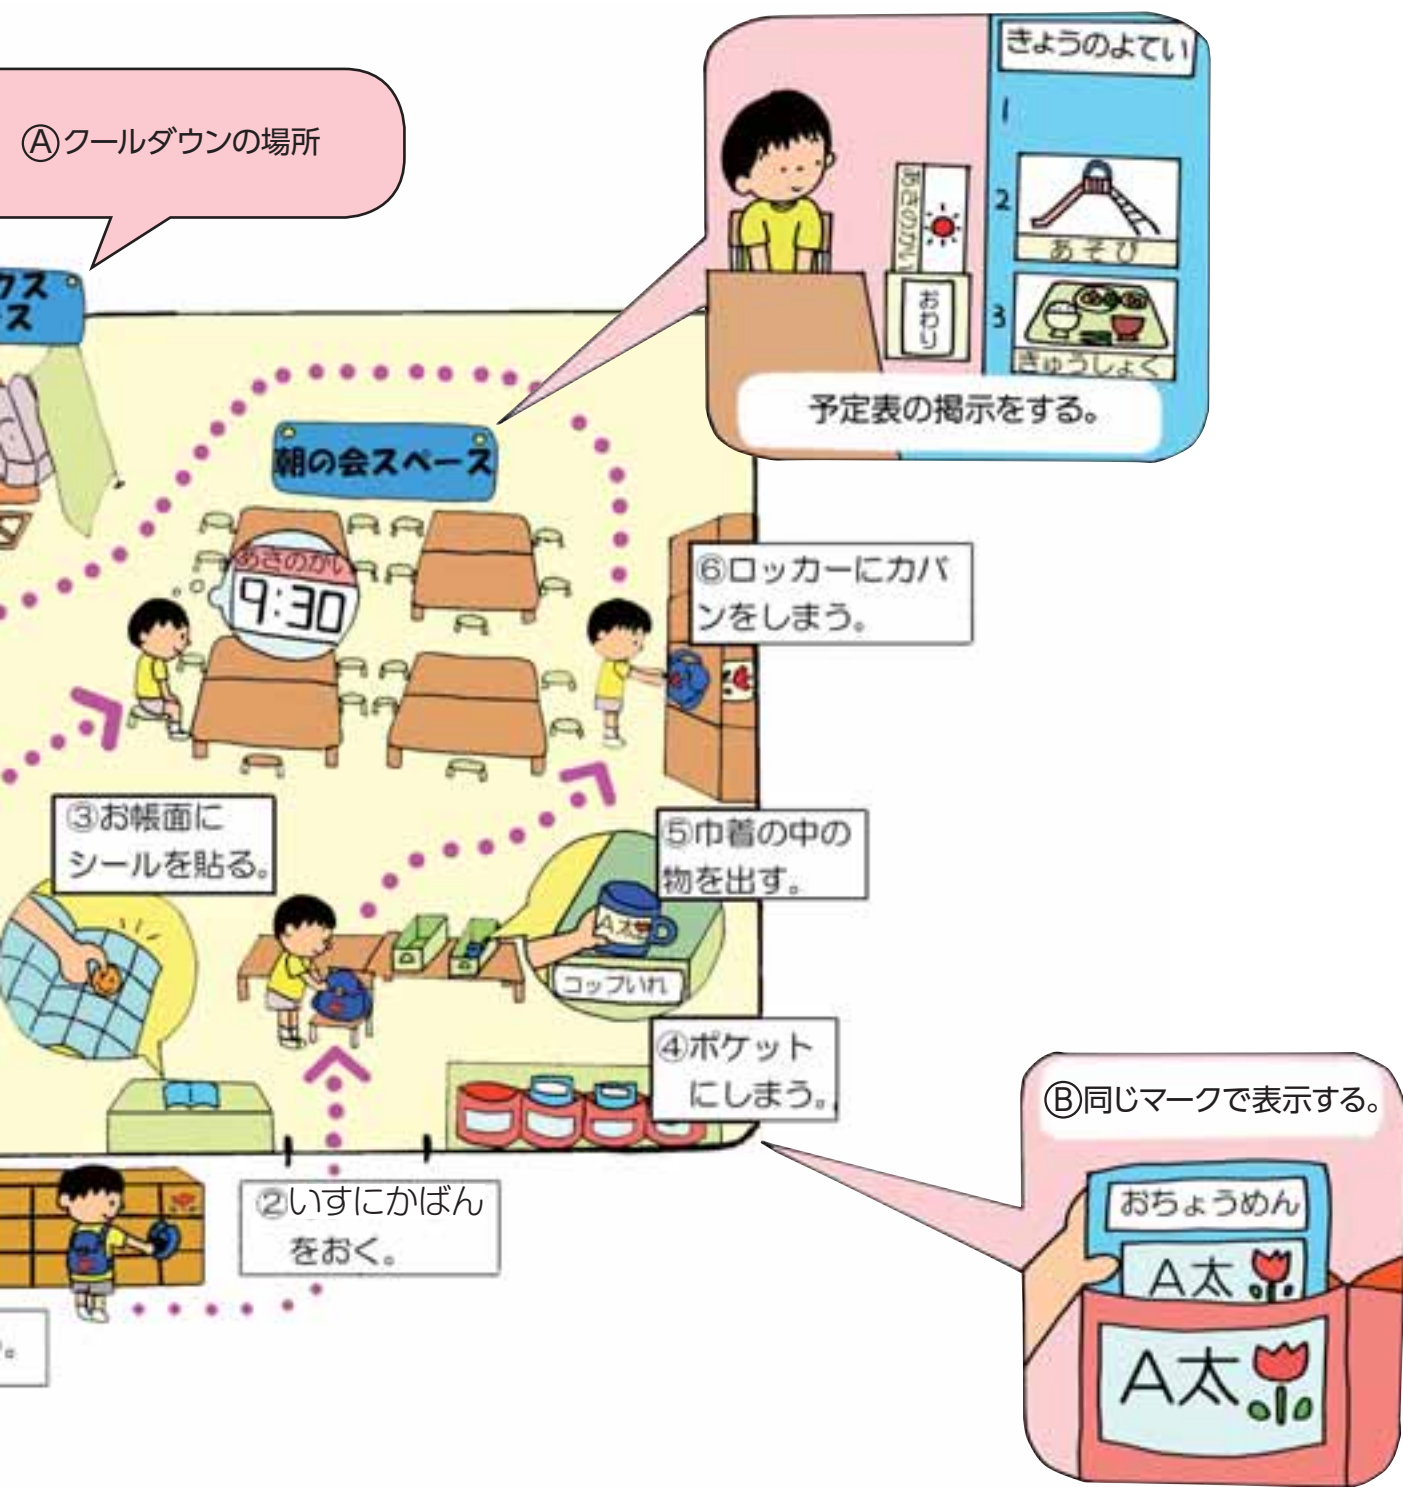 Ⓐクールダウンの場所
きょうのよてい
1
2
あそび
3
きゅうしょく
あさのかい
おわり
予定表の掲示をする。
クス
ース
朝の会スペース
あさのかい
9:30
⑥ロッカーにカバ
ンをしまう。
③お帳面に
シールを貼る。
⑤巾着の中の
物を出す。
A太
コップいれ
④ポケット
にしまう。
②いすにかばん
をおく。
。
Ⓑ同じマークで表示する。
おちょうめん
A太
A太